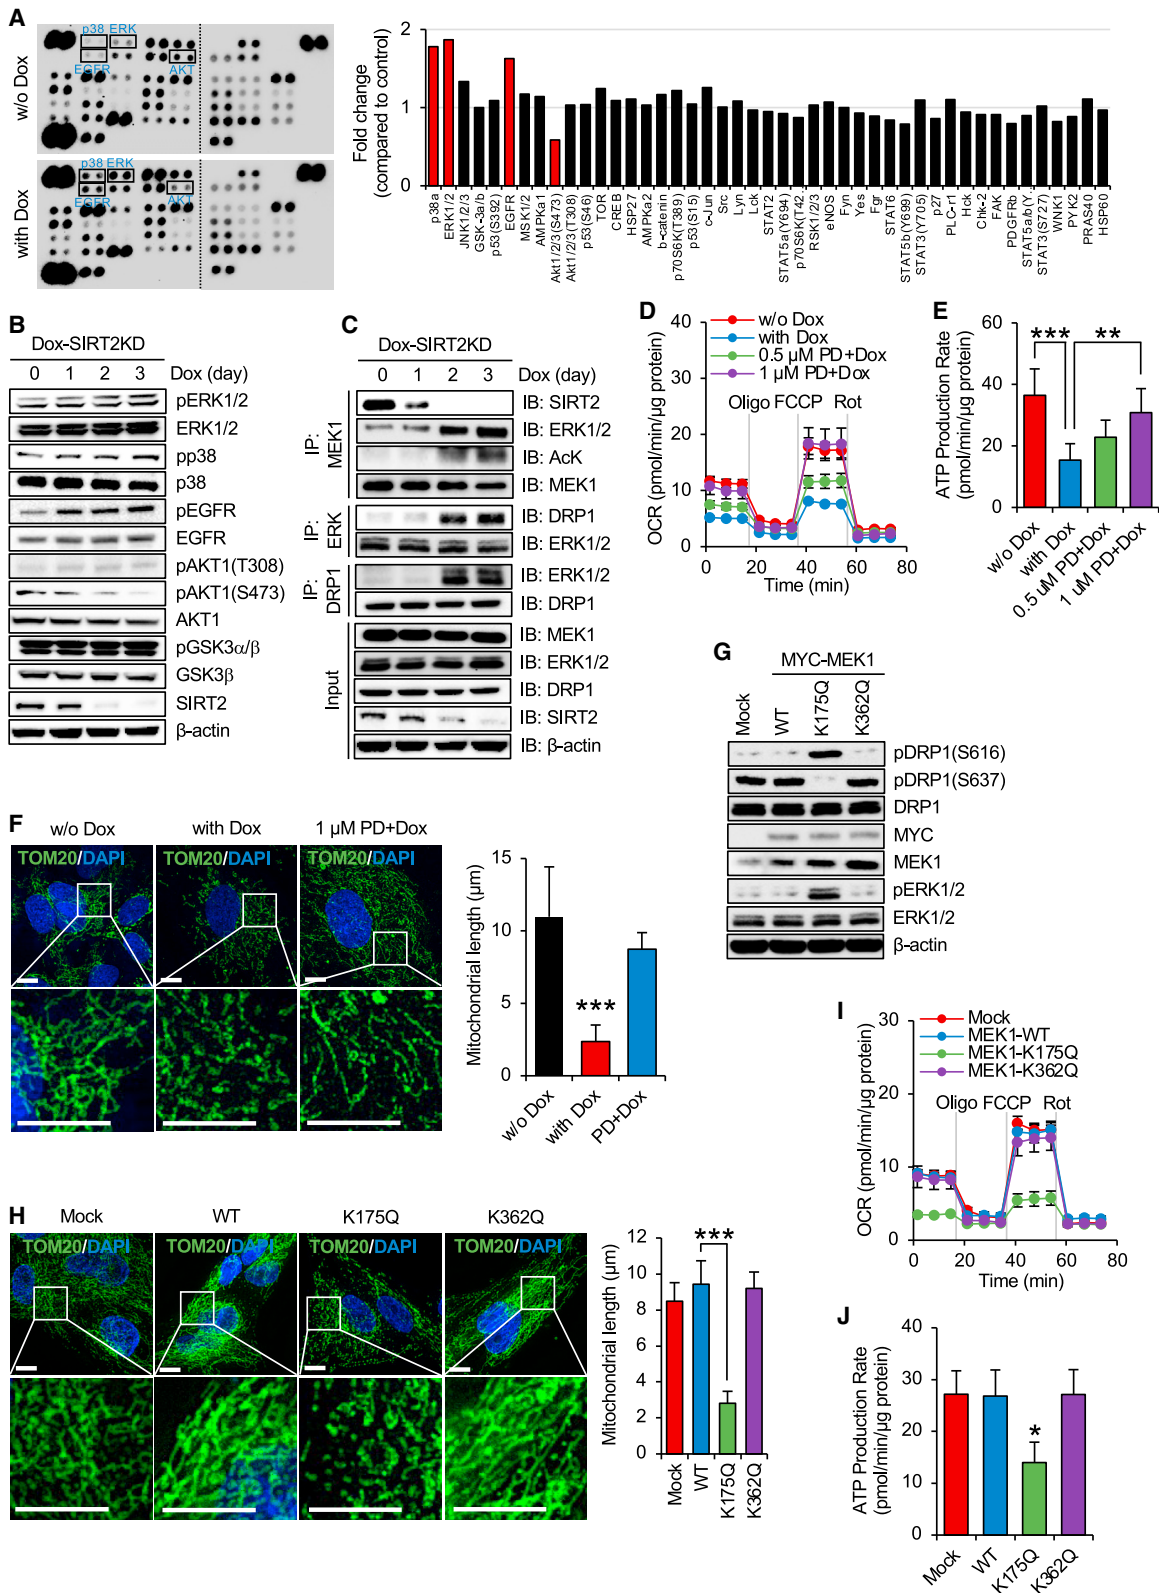 A
p38 ERK
EGFR AKT
w/o Dox
p38 ERK
EGFR AKT
with Dox
Fold change
(compared to control)
2
1
0
p38a
ERK1/2
JNK1/2/3
GSK-3a/b
p53(S392)
EGFR
MS1/2
AMPKa1
Akt1/2/3(S473)
Akt1/2/3(T308)
p53(S46)
TOR
CREB
HSP27
AMPKa2
b-catenin
p70S6K(T389)
p53(S15)
c-Jun
Src
Lyn
Lck
STAT2
STAT5a(Y694)
p70S6K(T42..
RSK1/2/3
eNOS
Fyn
Yes
Fgr
STAT6
STAT5b(Y699)
STAT3(Y705)
p27
PLC-r1
Hck
Chk-2
FAK
PDGFRb
STAT5a/b(Y..
STAT3(S727)
WNK1
PYK2
PRAS40
HSP60
B
Dox-SIRT2KD
0 1 2 3 Dox (day)
pERK1/2
ERK1/2
pp38
p38
pEGFR
EGFR
pAKT1(T308)
pAKT1(S473)
AKT1
pGSK3α/β
GSK3β
SIRT2
β-actin
C
Dox-SIRT2KD
0 1 2 3 Dox (day)
IP:
MEK1
IB: SIRT2
IB: ERK1/2
IB: AcK
IB: MEK1
IP:
ERK
IB: DRP1
IB: ERK1/2
IP:
DRP1
IB: ERK1/2
IB: DRP1
Input
IB: MEK1
IB: ERK1/2
IB: DRP1
IB: SIRT2
IB: β-actin
D
w/o Dox
with Dox
0.5 µM PD+Dox
1 µM PD+Dox
Oligo FCCP Rot
OCR (pmol/min/µg protein)
40
30
20
10
0
0 20 40 60 80
Time (min)
E
ATP Production Rate
(pmol/min/µg protein)
60
40
20
0
*** **
w/o Dox
with Dox
0.5 uM PD+Dox
1 uM PD+Dox
F
w/o Dox with Dox 1 µM PD+Dox
TOM20/DAPI TOM20/DAPI TOM20/DAPI
Mitochondrial length (µm)
15
10
5
0
***
w/o Dox
with Dox
PD+Dox
G
MYC-MEK1
Mock
WT
K175Q
K362Q
pDRP1(S616)
pDRP1(S637)
DRP1
MYC
MEK1
pERK1/2
ERK1/2
β-actin
H
Mock WT K175Q K362Q
TOM20/DAPI TOM20/DAPI TOM20/DAPI TOM20/DAPI
Mitochondrial length (µm)
12
10
8
6
4
2
0
***
Mock
WT
K175Q
K362Q
I
Mock
MEK1-WT
MEK1-K175Q
MEK1-K362Q
Oligo FCCP Rot
OCR (pmol/min/µg protein)
30
20
10
0
0 20 40 60 80
Time (min)
J
ATP Production Rate
(pmol/min/µg protein)
40
30
20
10
0
*
Mock
WT
K175Q
K362Q